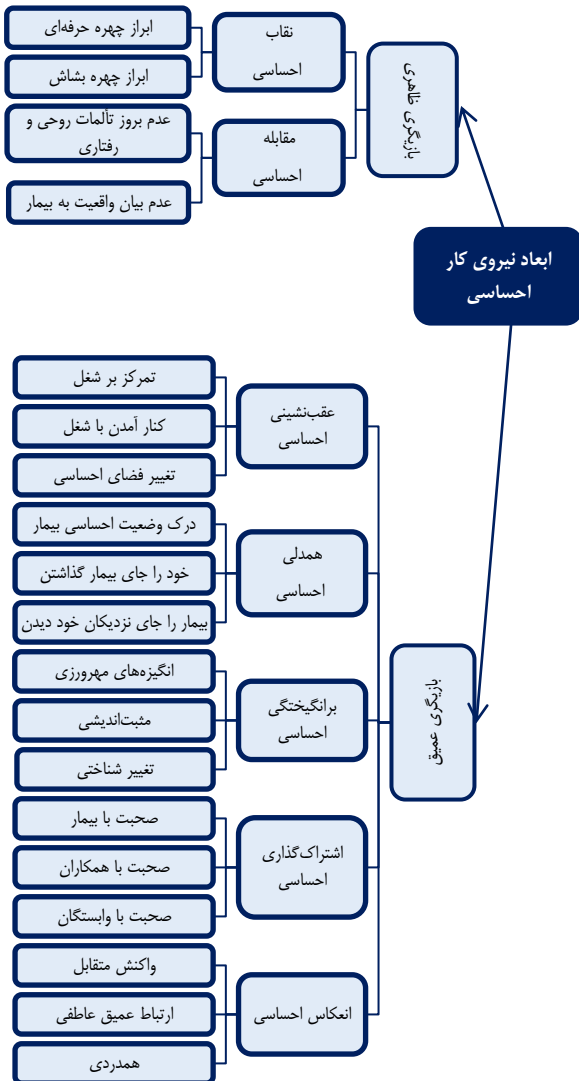 ابعاد نیروی کار
احساسی
بازیگری ظاهری
نقاب
احساسی
ابراز چهره حرفه‌ای
ابراز چهره بشاش
مقابله
احساسی
عدم بروز تألمات روحی و
رفتاری
عدم بیان واقعیت به بیمار
بازیگری عمیق
عقب‌نشینی
احساسی
تمرکز بر شغل
کنار آمدن با شغل
تغییر فضای احساسی
همدلی
احساسی
درک وضعیت احساسی بیمار
خود را جای بیمار گذاشتن
بیمار را جای نزدیکان خود دیدن
برانگیختگی
احساسی
انگیزه‌های مهرورزی
مثبت‌اندیشی
تغییر شناختی
اشتراک‌گذاری
احساسی
صحبت با بیمار
صحبت با همکاران
صحبت با وابستگان
انعکاس احساسی
واکنش متقابل
ارتباط عمیق عاطفی
همدردی